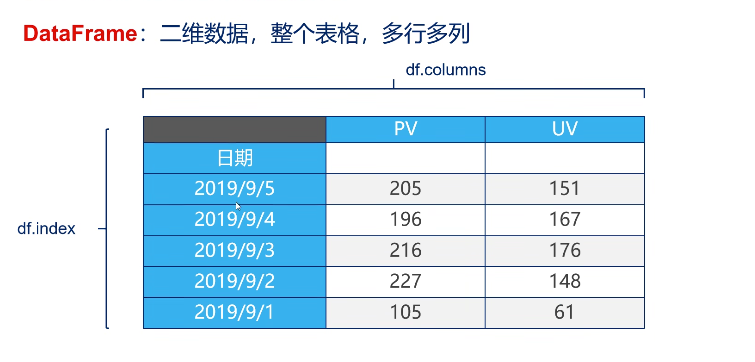 DataFrame：二维数据，整个表格，多行多列
df.columns
PV UV
日期
2019/9/5 205 151
2019/9/4 196 167
df.index
2019/9/3 216 176
2019/9/2 227 148
2019/9/1 105 61